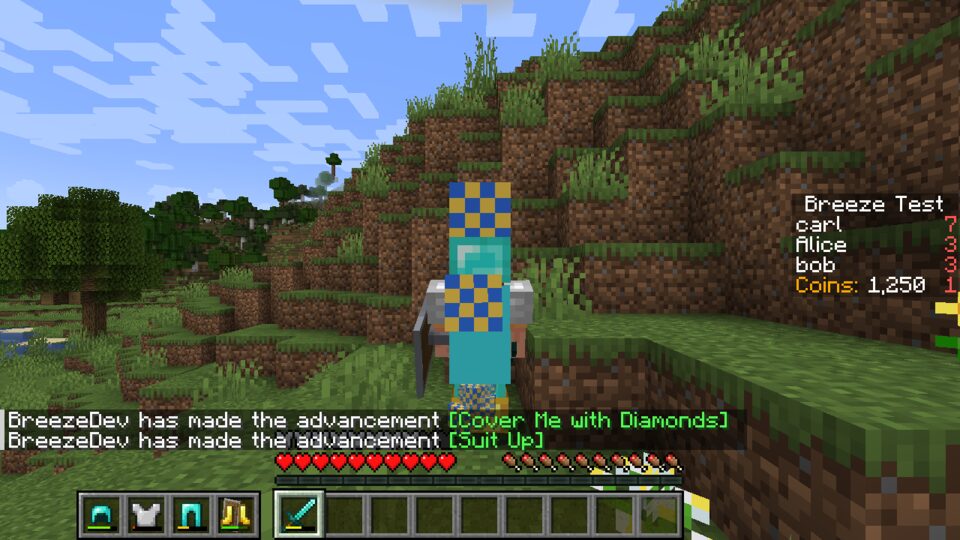 Breeze Test
carl 7
Alice 3
bob 3
Coins: 1,250 1
BreezeDev has made the advancement [Cover Me with Diamonds]
BreezeDev has made the advancement [Suit Up]